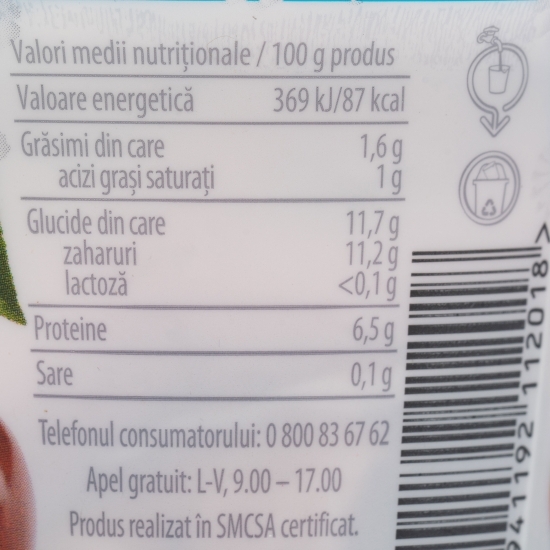 Valori medii nutriționale / 100 g produs
Valoare energetică 369 kJ/87 kcal
Grăsimi din care 1,6 g
acizi grași saturați 1 g
Glucide din care 11,7 g
zaharuri 11,2 g
lactoză <0,1 g
Proteine 6,5 g
Sare 0,1 g
Telefonul consumatorului: 0 800 83 67 62
Apel gratuit: L-V, 9.00 – 17.00
Produs realizat în SMCSA certificat.
941192 112018>